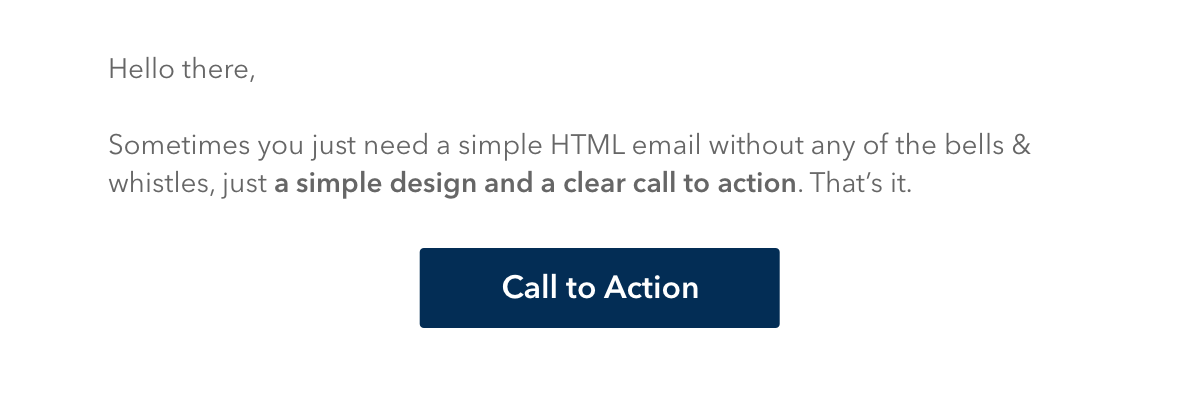 Hello there,
Sometimes you just need a simple HTML email without any of the bells &
whistles, just a simple design and a clear call to action. That’s it.
Call to Action